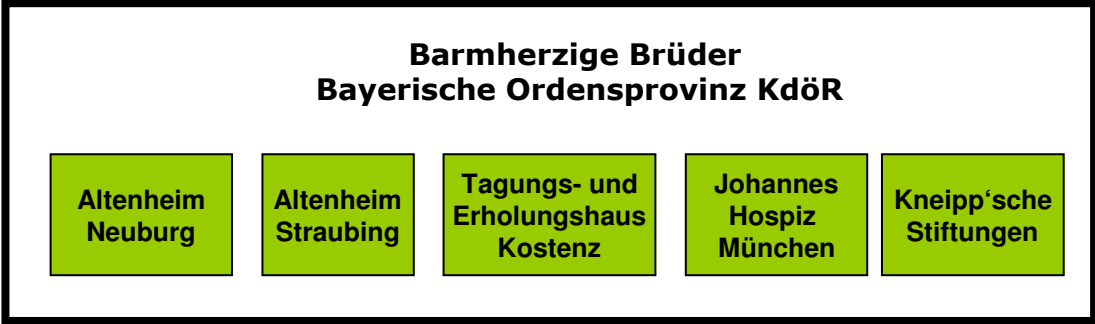 Barmherzige Brüder
Bayerische Ordensprovinz KdöR
Altenheim
Neuburg
Altenheim
Straubing
Tagungs- und
Erholungshaus
Kostenz
Johannes
Hospiz
München
Kneipp‘sche
Stiftungen